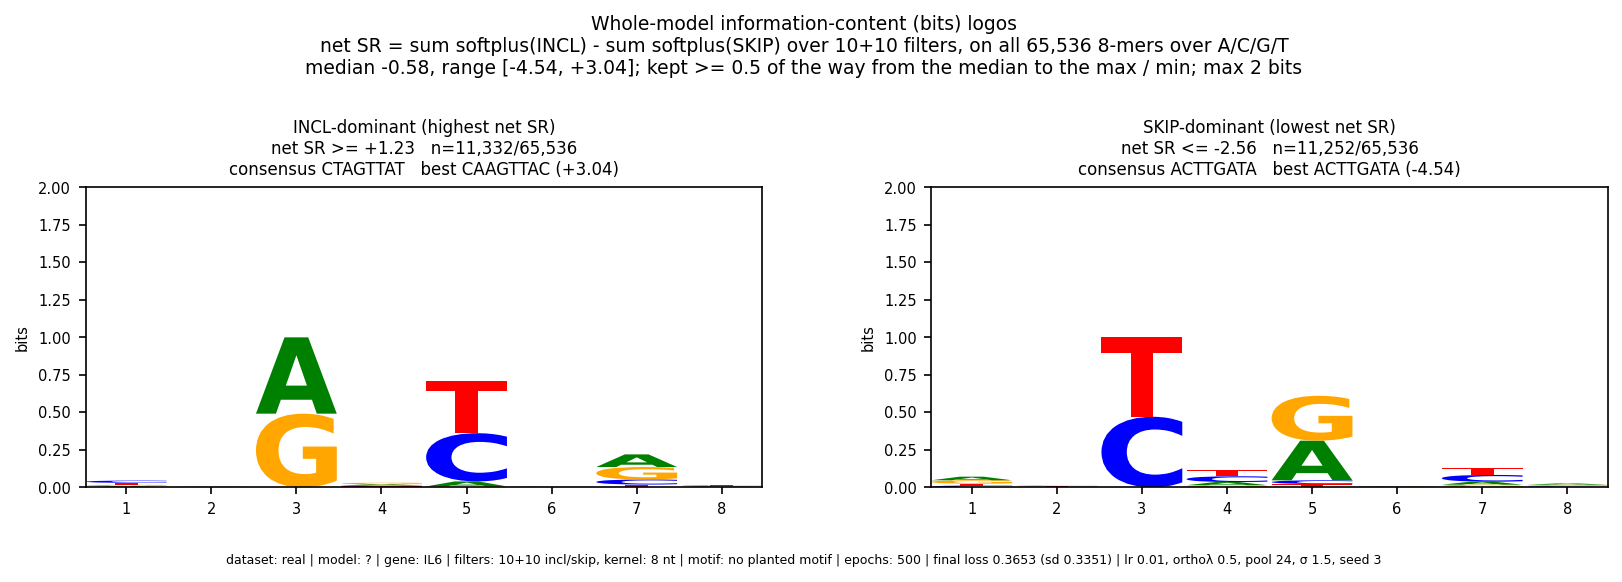 Whole-model information-content (bits) logos
net SR = sum softplus(INCL) - sum softplus(SKIP) over 10+10 filters, on all 65,536 8-mers over A/C/G/T
median -0.58, range [-4.54, +3.04]; kept >= 0.5 of the way from the median to the max / min; max 2 bits
INCL-dominant (highest net SR)
net SR >= +1.23 n=11,332/65,536
consensus CTAGTTAT best CAAGTTAC (+3.04)
2.00
1.75
1.50
1.25
1.00
0.75
0.50
0.25
0.00
bits
A
G
T
C
A
A
G
C
1 2 3 4 5 6 7 8
SKIP-dominant (lowest net SR)
net SR <= -2.56 n=11,252/65,536
consensus ACTTGATA best ACTTGATA (-4.54)
2.00
1.75
1.50
1.25
1.00
0.75
0.50
0.25
0.00
bits
T
C
T
C
A
G
A
C
T
T
C
A
1 2 3 4 5 6 7 8
dataset: real | model: ? | gene: IL6 | filters: 10+10 incl/skip, kernel: 8 nt | motif: no planted motif | epochs: 500 | final loss 0.3653 (sd 0.3351) | lr 0.01, orthoλ 0.5, pool 24, σ 1.5, seed 3